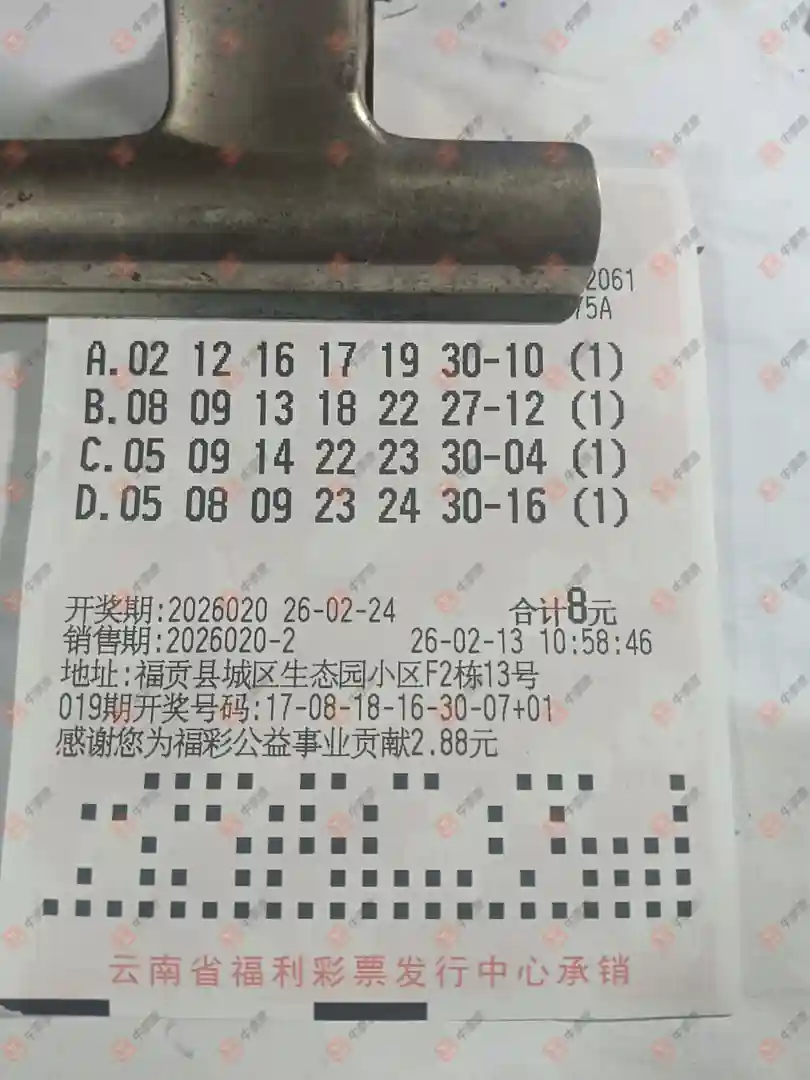 2061
75A
A.02 12 16 17 19 30-10 (1)
B.08 09 13 18 22 27-12 (1)
C.05 09 14 22 23 30-04 (1)
D.05 08 09 23 24 30-16 (1)
开奖期:2026020 26-02-24 合计8元
销售期:2026020-2 26-02-13 10:58:46
地址:福贡县城区生态园小区F2栋13号
019期开奖号码:17-08-18-16-30-07+01
感谢您为福彩公益事业贡献2.88元
云南省福利彩票发行中心承销